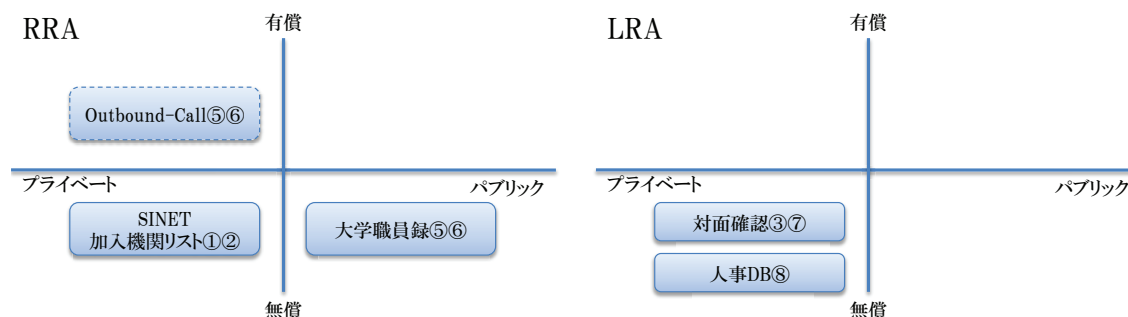 RRA
有償
Outbound-Call⑤⑥
プライベート
パブリック
SINET
加入機関リスト①②
大学職員録⑤⑥
無償
LRA
有償
プライベート
パブリック
対面確認③⑦
人事DB⑧
無償